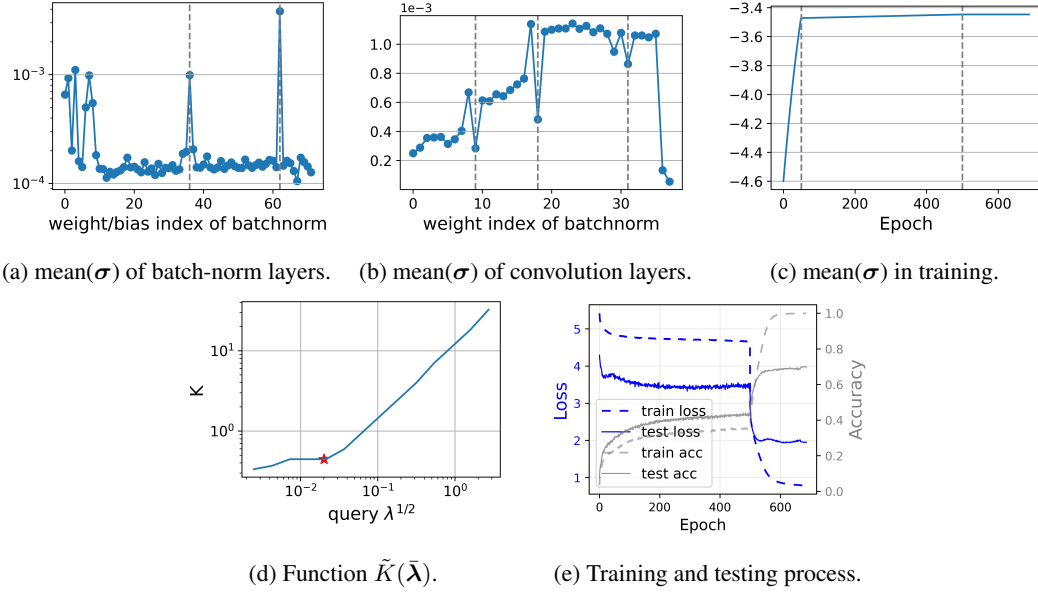 10⁻³
10⁻⁴
0 20 40 60
weight/bias index of batchnorm
1e−3
1.0
0.8
0.6
0.4
0.2
0 10 20 30
weight index of batchnorm
−3.4
−3.6
−3.8
−4.0
−4.2
−4.4
−4.6
0 200 400 600
Epoch
(a) mean(σ) of batch-norm layers.
(b) mean(σ) of convolution layers.
(c) mean(σ) in training.
K
10¹
10⁰
10⁻² 10⁻¹ 10⁰
query λ^{1/2}
Loss
5
4
3
2
1
train loss
test loss
train acc
test acc
1.0
0.8
0.6
0.4
0.2
0.0
Accuracy
0 200 400 600
Epoch
(d) Function K̃(λ̄).
(e) Training and testing process.